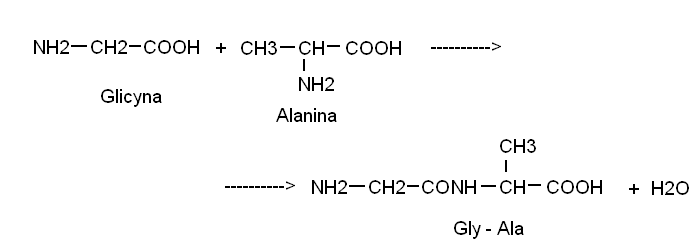 NH2—CH2—COOH + CH3—CH—COOH ---------->
NH2
Glicyna
Alanina
CH3
----------> NH2—CH2—CONH—CH—COOH + H2O
Gly - Ala